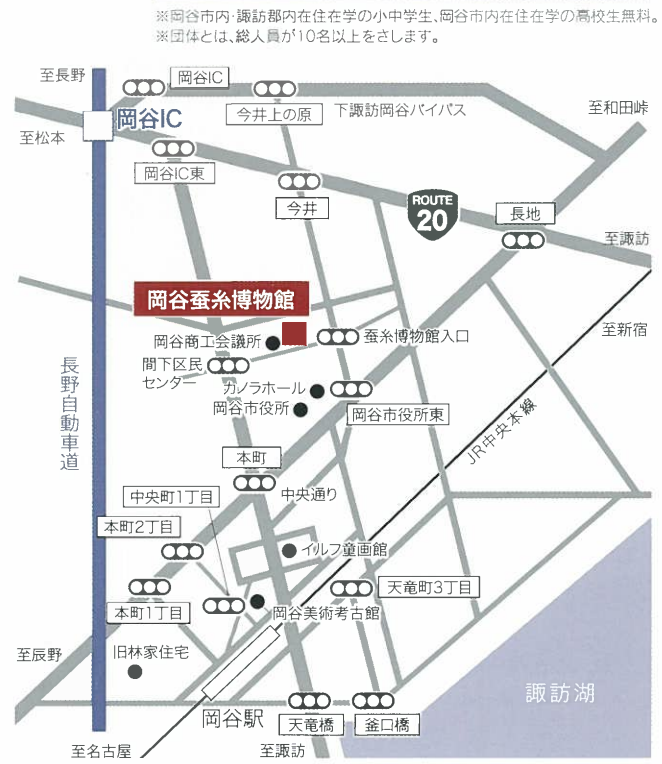 ※岡谷市内・諏訪郡内在住在学の小中学生、岡谷市内在住在学の高校生無料。
※団体とは、総人員が10名以上をさします。
至長野
岡谷IC
今井上の原
下諏訪岡谷バイパス
至和田峠
岡谷IC
至松本
岡谷IC東
今井
ROUTE
20
長地
至諏訪
岡谷蚕糸博物館
至新宿
岡谷商工会議所
蚕糸博物館入口
間下区民
センター
長野自動車道
カノラホール
岡谷市役所
岡谷市役所東
JR中央本線
本町
中央町1丁目
中央通り
本町2丁目
イルフ童画館
天竜町3丁目
本町1丁目
岡谷美術考古館
至辰野
旧林家住宅
諏訪湖
岡谷駅
天竜橋
釜口橋
至名古屋
至諏訪